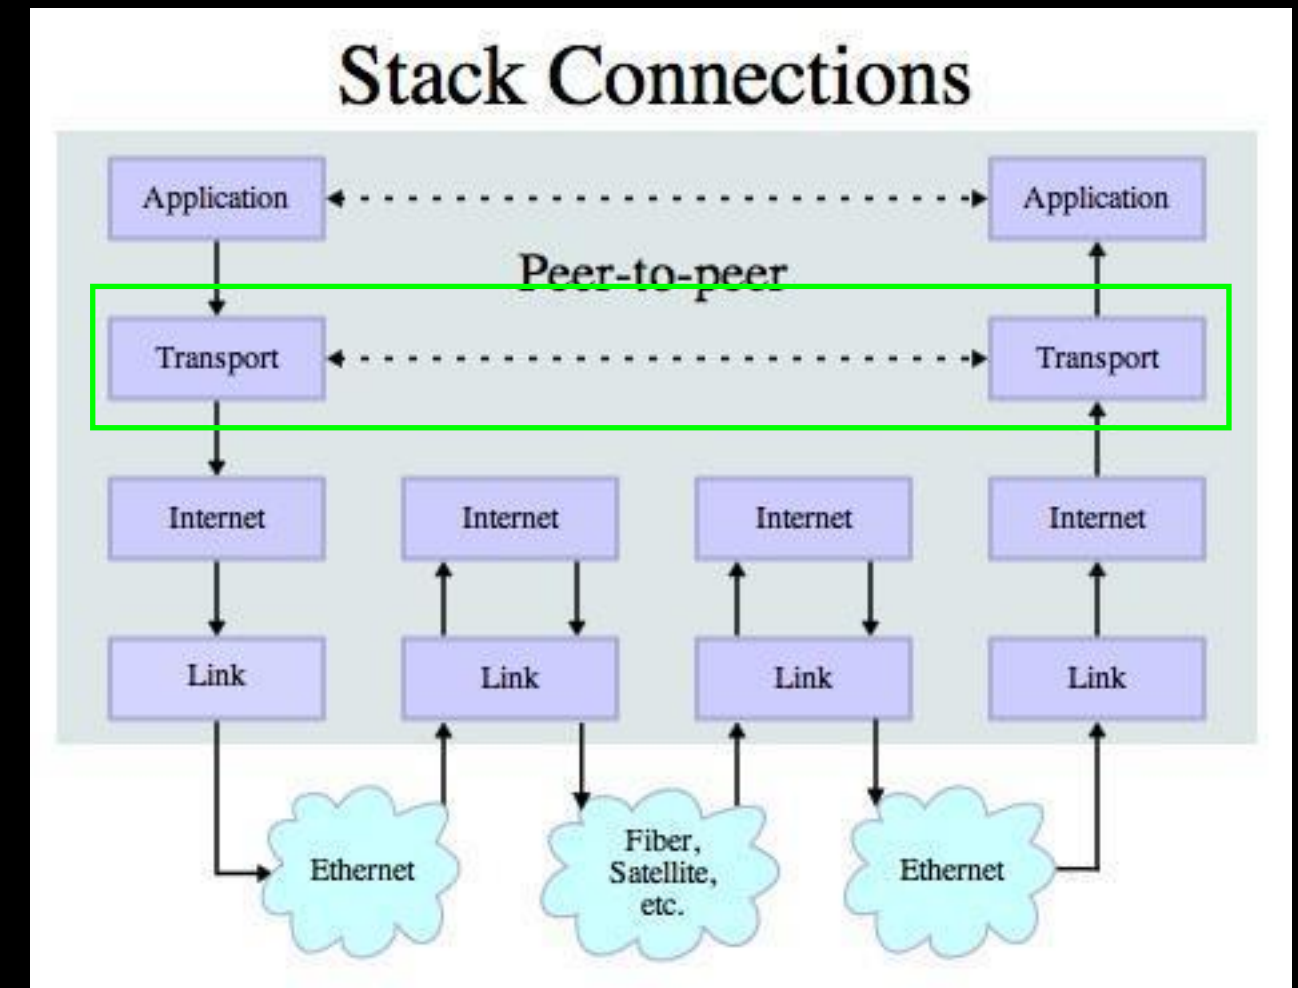 Stack Connections
Application Application
Peer-to-peer
Transport Transport
Internet Internet Internet Internet
Link Link Link Link
Ethernet
Fiber,
Satellite,
etc.
Ethernet